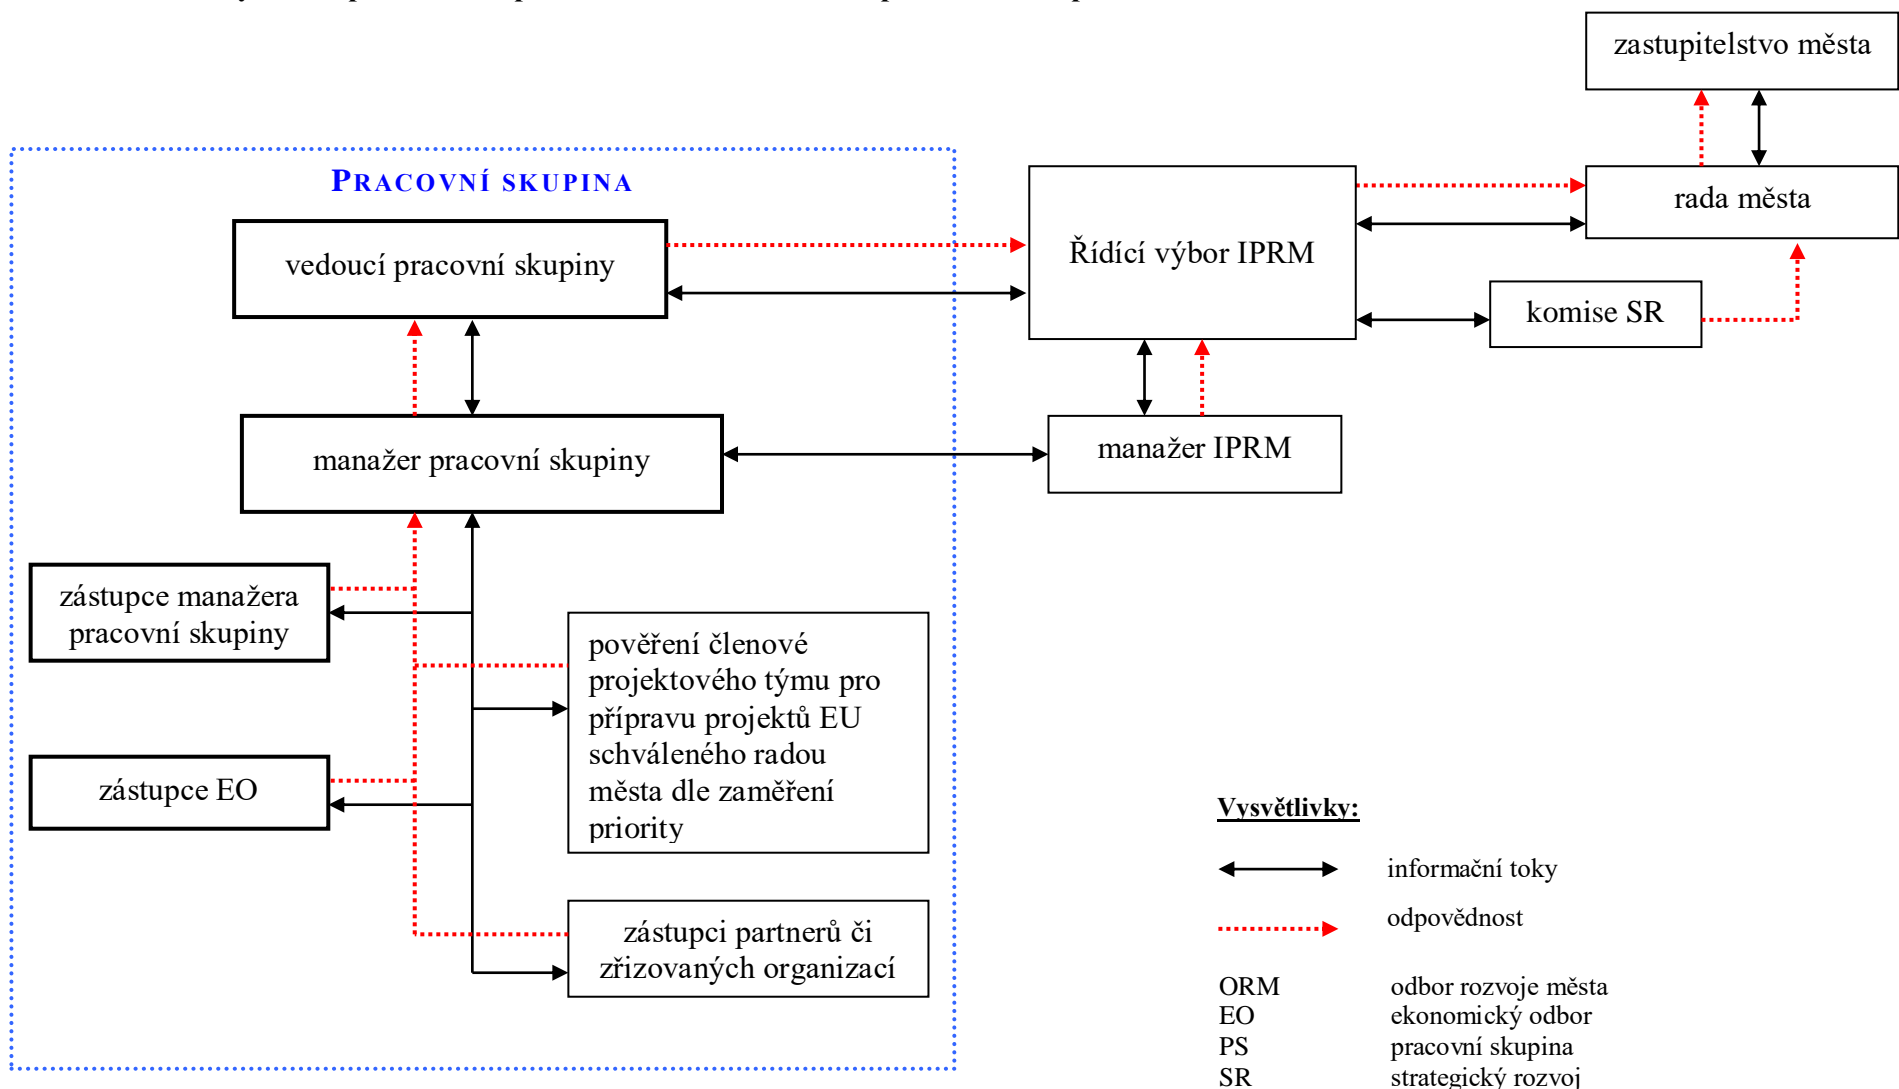 zastupitelstvo města
PRACOVNÍ SKUPINA
rada města
vedoucí pracovní skupiny
Řídící výbor IPRM
komise SR
manažer pracovní skupiny
manažer IPRM
zástupce manažera
pracovní skupiny
pověření členové
projektového týmu pro
přípravu projektů EU
schváleného radou
města dle zaměření
priority
zástupce EO
zástupci partnerů či
zřizovaných organizací
Vysvětlivky:
informační toky
odpovědnost
ORM odbor rozvoje města
EO ekonomický odbor
PS pracovní skupina
SR strategický rozvoj